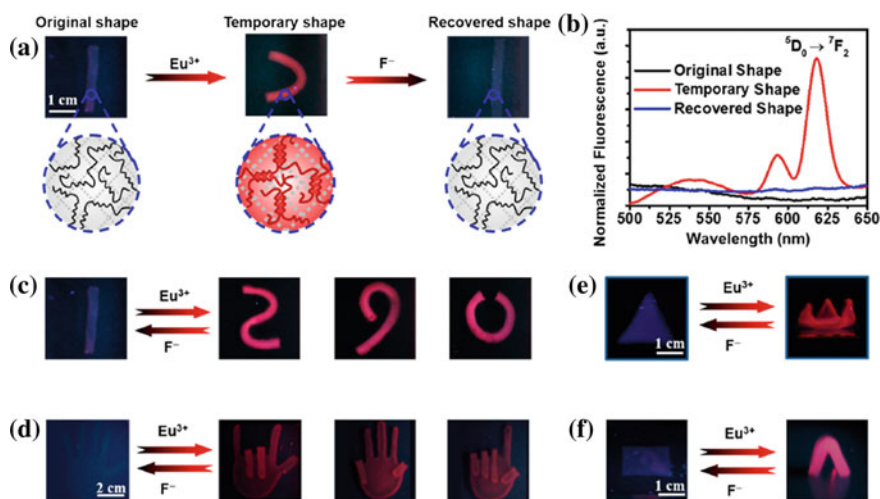 Original shape Temporary shape Recovered shape
(a)
Eu³⁺ F⁻
1 cm
(b)
⁵D₀ → ⁷F₂
Original Shape
Temporary Shape
Recovered Shape
Normalized Fluorescence (a.u.)
500 525 550 575 600 625 650
Wavelength (nm)
(c)
Eu³⁺
F⁻
(e)
Eu³⁺
F⁻
1 cm
(d)
Eu³⁺
F⁻
2 cm
(f)
Eu³⁺
F⁻
1 cm